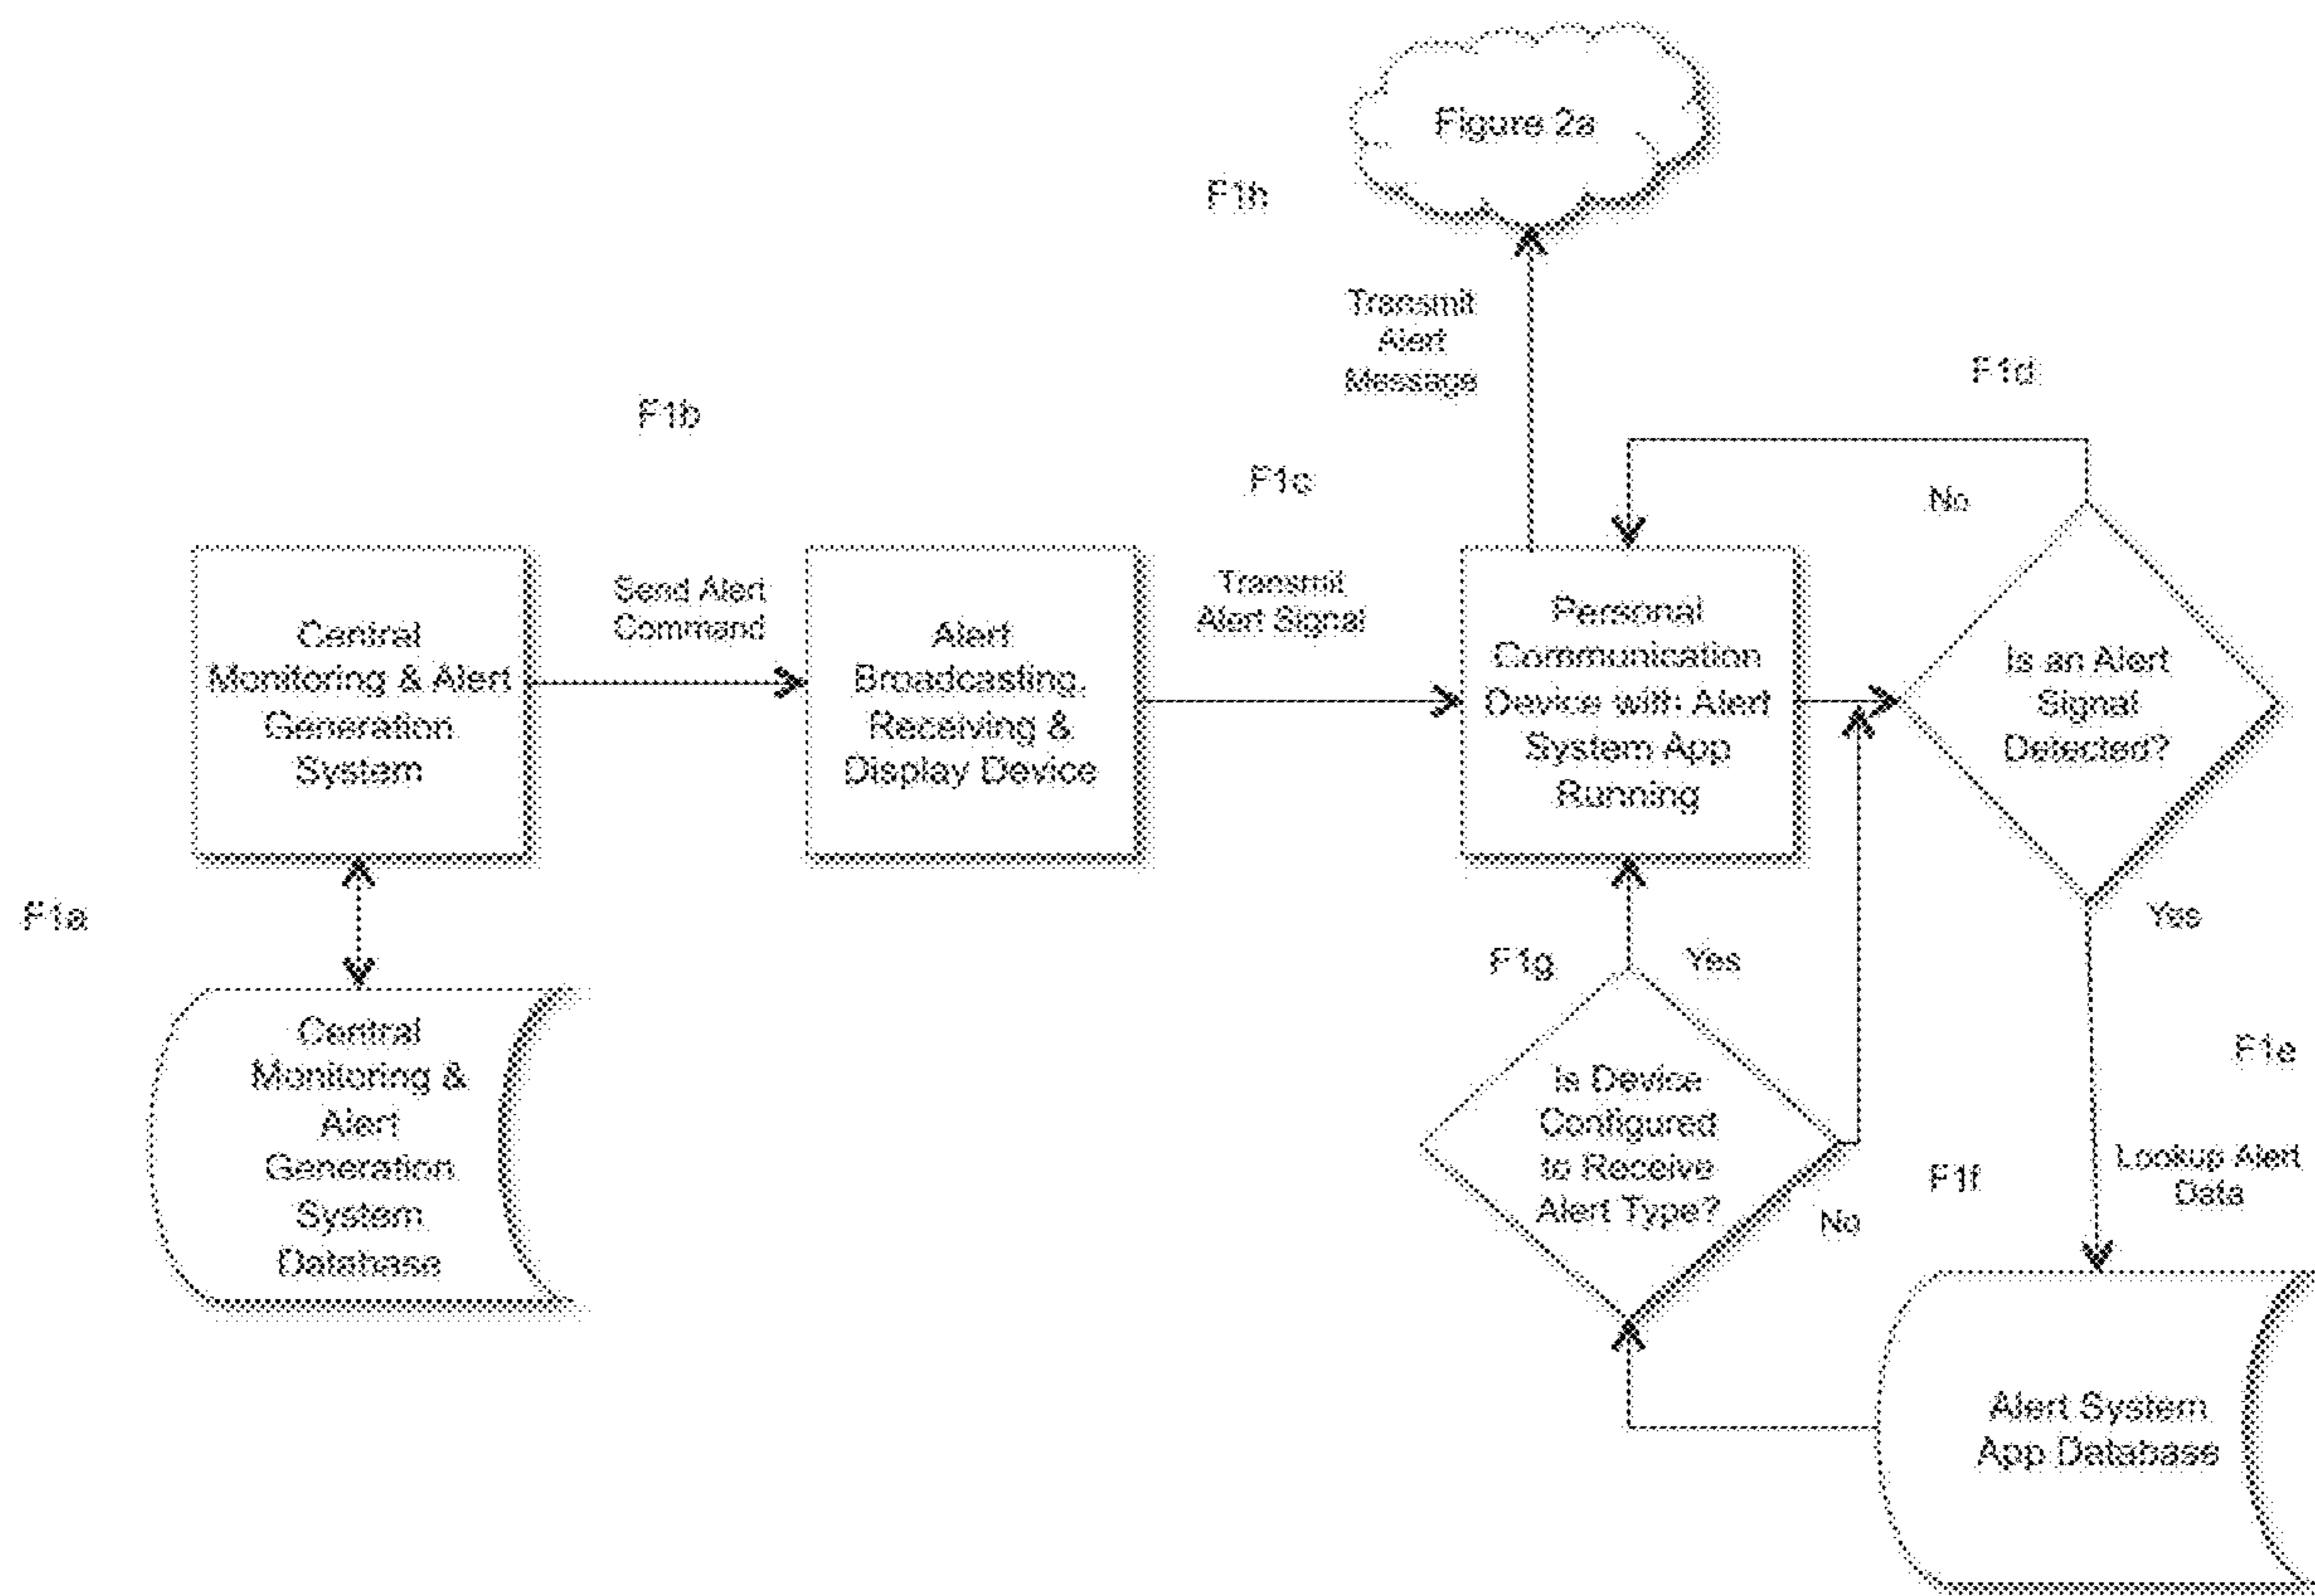 Figure 2a
F1h
Transmit
Alert
Message
F1d
F1b
F1c
No
Send Alert
Command
Transmit
Alert Signal
Central
Monitoring & Alert
Generation
System
Alert
Broadcasting,
Receiving &
Display Device
Personal
Communication
Device with Alert
System App
Running
Is an Alert
Signal
Detected?
F1a
Yes
F1g
Yes
Central
Monitoring &
Alert
Generation
System
Database
Is Device
Configured
to Receive
Alert Type?
F1e
No
F1f
Lookup Alert
Data
Alert System
App Database